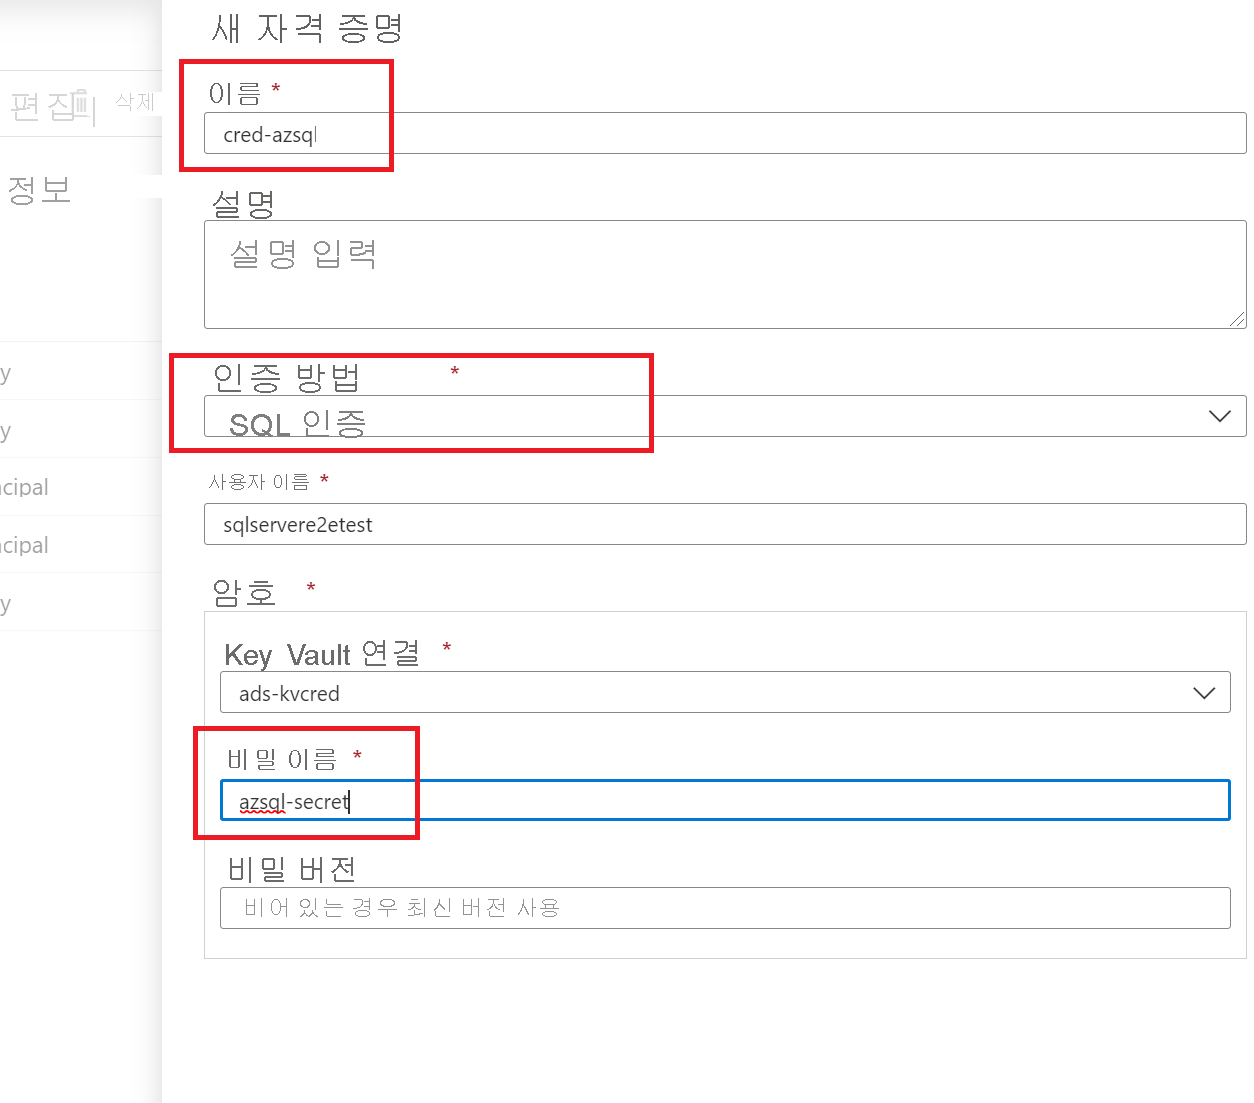 새 자격 증명
이름 *
cred-azsql
편집
삭제
설명
정보
설명 입력
인증 방법 *
y
SQL 인증
y
사용자 이름 *
ncipal
sqlservere2etest
ncipal
암호 *
y
Key Vault 연결 *
ads-kvcred
비밀 이름 *
azsql-secret
비밀 버전
비어 있는 경우 최신 버전 사용